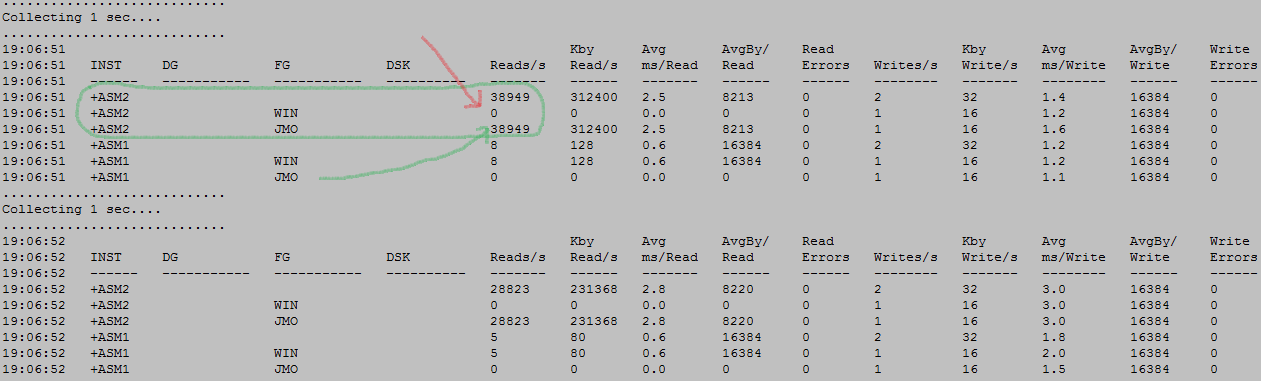 ...........................
Collecting 1 sec....
...........................
19:06:51 Kby Avg AvgBy/ Read Kby Avg AvgBy/ Write
19:06:51 INST DG FG DSK Reads/s Read/s ms/Read Read Errors Writes/s Write/s ms/Write Write Errors
19:06:51 ------ ----------- ----------- ----------- ------- ------- ------- ------ ------ -------- ------- -------- ------ ------
19:06:51 +ASM2 38949 312400 2.5 8213 0 2 32 1.4 16384 0
19:06:51 +ASM2 WIN 0 0 0.0 0 0 1 16 1.2 16384 0
19:06:51 +ASM2 JMO 38949 312400 2.5 8213 0 1 16 1.6 16384 0
19:06:51 +ASM1 8 128 0.6 16384 0 2 32 1.2 16384 0
19:06:51 +ASM1 WIN 8 128 0.6 16384 0 1 16 1.2 16384 0
19:06:51 +ASM1 JMO 0 0 0.0 0 0 1 16 1.1 16384 0
...........................
Collecting 1 sec....
...........................
19:06:52 Kby Avg AvgBy/ Read Kby Avg AvgBy/ Write
19:06:52 INST DG FG DSK Reads/s Read/s ms/Read Read Errors Writes/s Write/s ms/Write Write Errors
19:06:52 ------ ----------- ----------- ----------- ------- ------- ------- ------ ------ -------- ------- -------- ------ ------
19:06:52 +ASM2 28823 231368 2.8 8220 0 2 32 3.0 16384 0
19:06:52 +ASM2 WIN 0 0 0.0 0 0 1 16 3.0 16384 0
19:06:52 +ASM2 JMO 28823 231368 2.8 8220 0 1 16 3.0 16384 0
19:06:52 +ASM1 5 80 0.6 16384 0 2 32 1.8 16384 0
19:06:52 +ASM1 WIN 5 80 0.6 16384 0 1 16 2.0 16384 0
19:06:52 +ASM1 JMO 0 0 0.0 0 0 1 16 1.5 16384 0